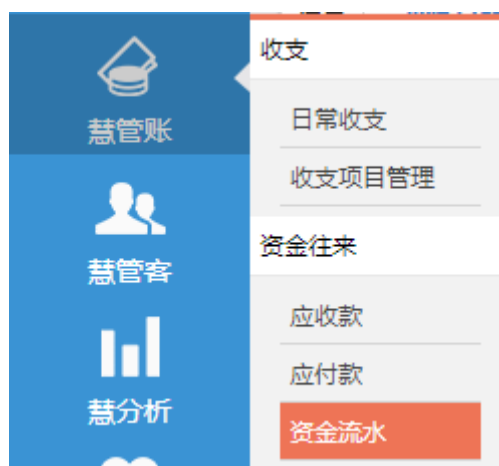 慧管账
慧管客
慧分析
收支
日常收支
收支项目管理
资金往来
应收款
应付款
资金流水